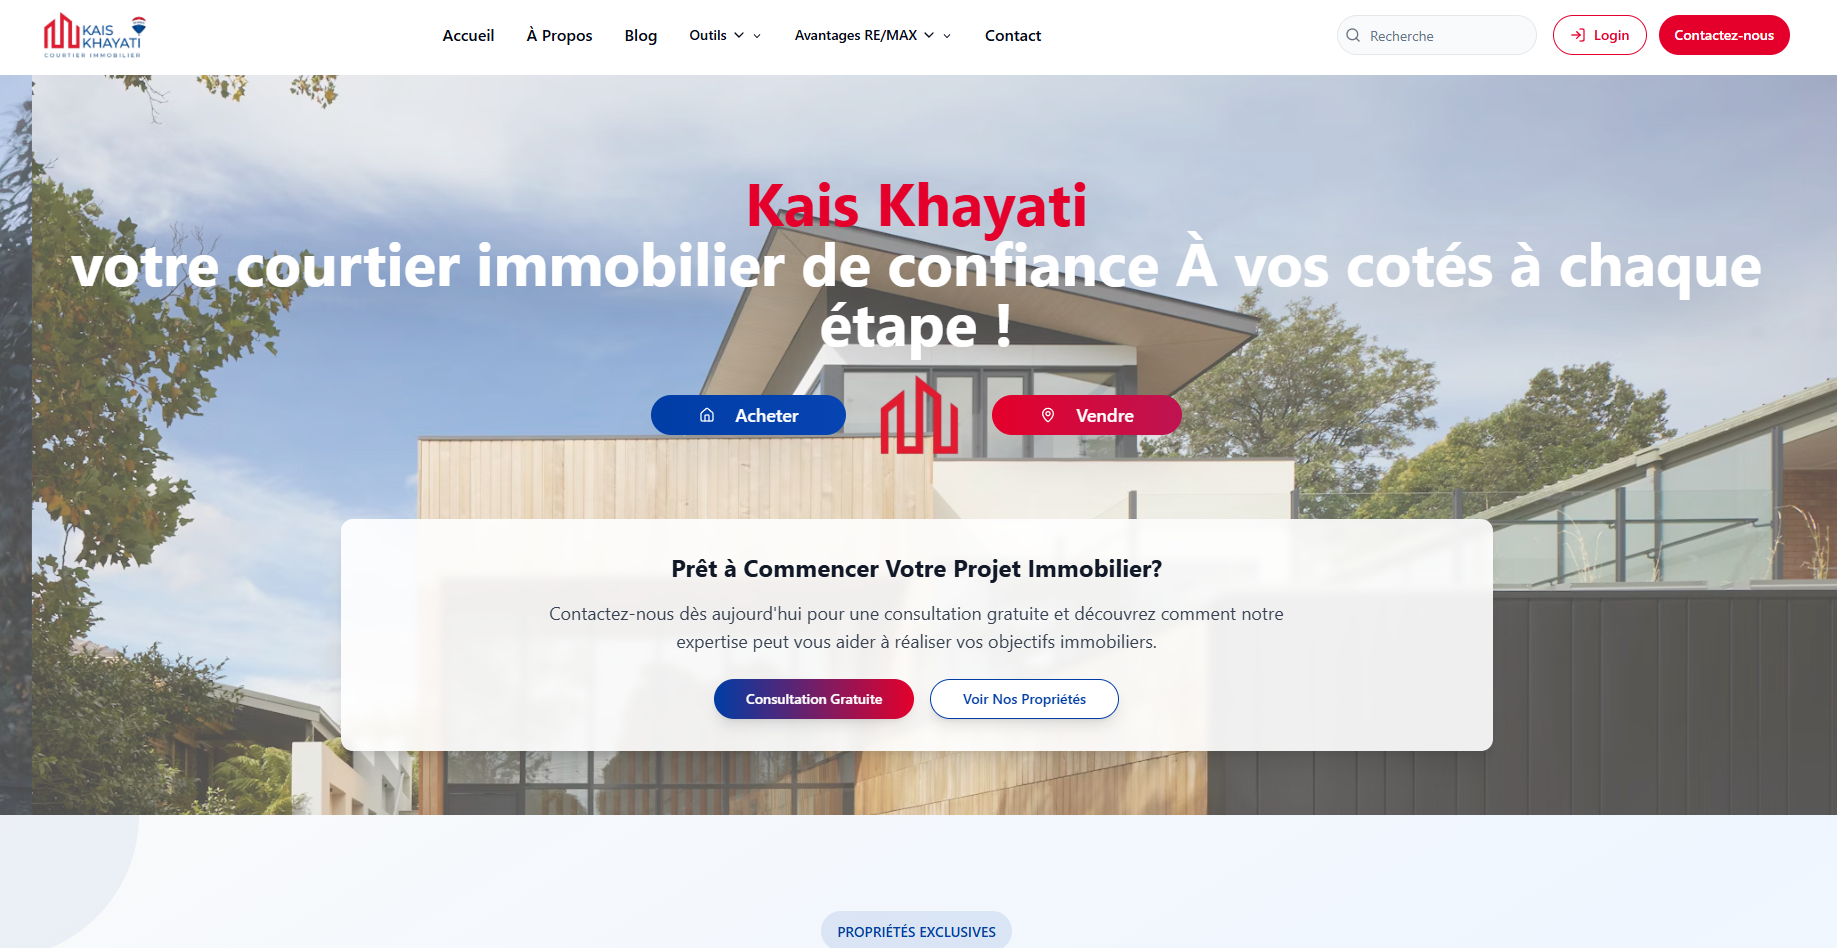 KAIS
KHAYATI
COURTIER IMMOBILIER
Accueil
À Propos
Blog
Outils
Avantages RE/MAX
Contact
Recherche
Login
Contactez-nous
Kais Khayati
votre courtier immobilier de confiance À vos cotés à chaque
étape !
Acheter
Vendre
Prêt à Commencer Votre Projet Immobilier?
Contactez-nous dès aujourd'hui pour une consultation gratuite et découvrez comment notre
expertise peut vous aider à réaliser vos objectifs immobiliers.
Consultation Gratuite
Voir Nos Propriétés
PROPRIÉTÉS EXCLUSIVES